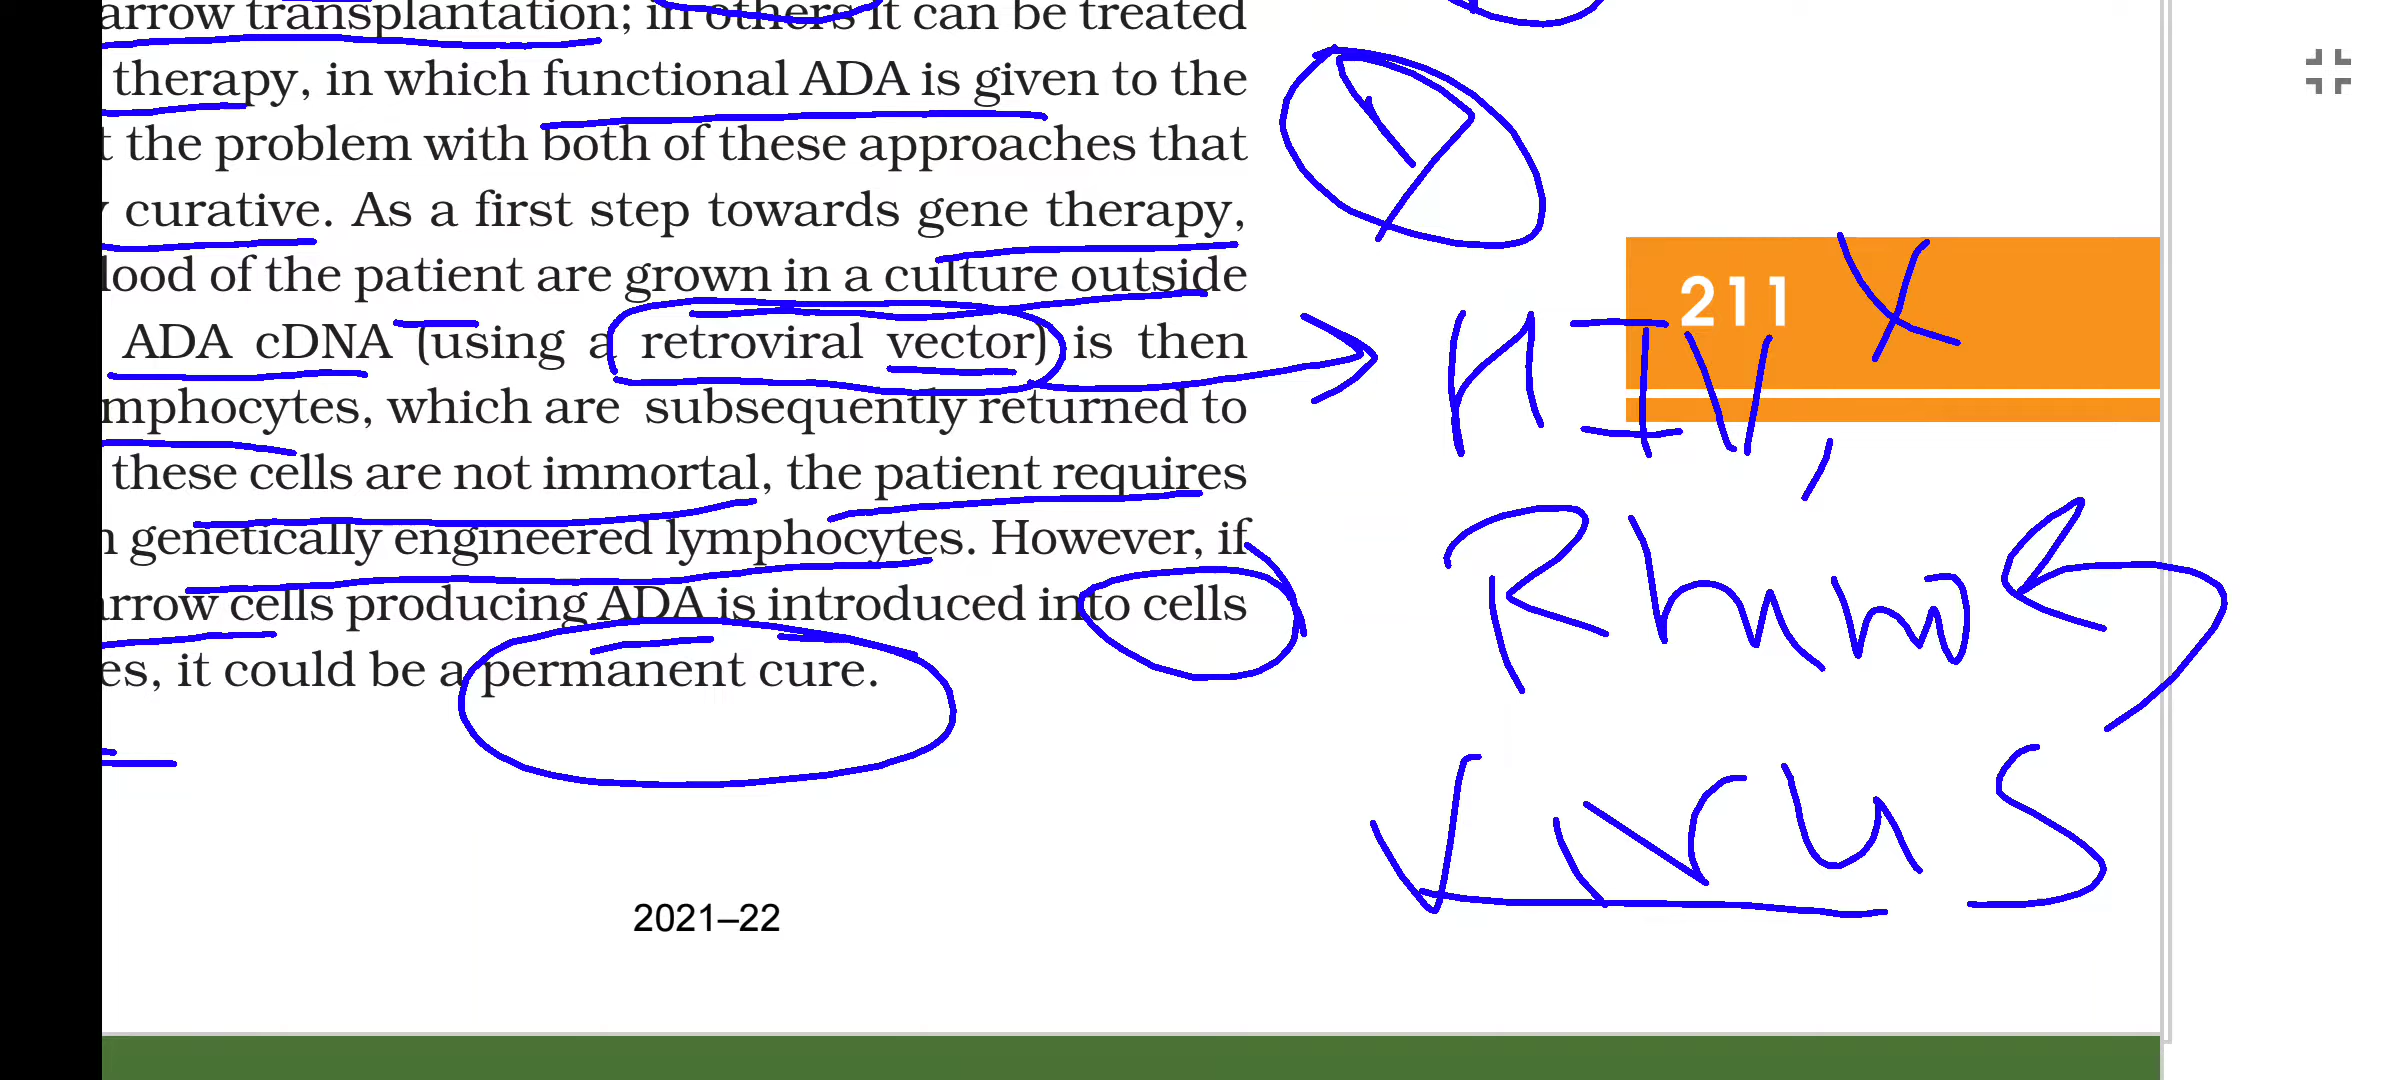 arrow transplantation; in others it can be treated
therapy, in which functional ADA is given to the
t the problem with both of these approaches that
curative. As a first step towards gene therapy,
lood of the patient are grown in a culture outside
ADA cDNA (using a retroviral vector) is then
mphocytes, which are subsequently returned to
these cells are not immortal, the patient requires
n genetically engineered lymphocytes. However, if
arrow cells producing ADA is introduced into cells
es, it could be a permanent cure.
211
HIV,
Rhino
Virus
2021–22